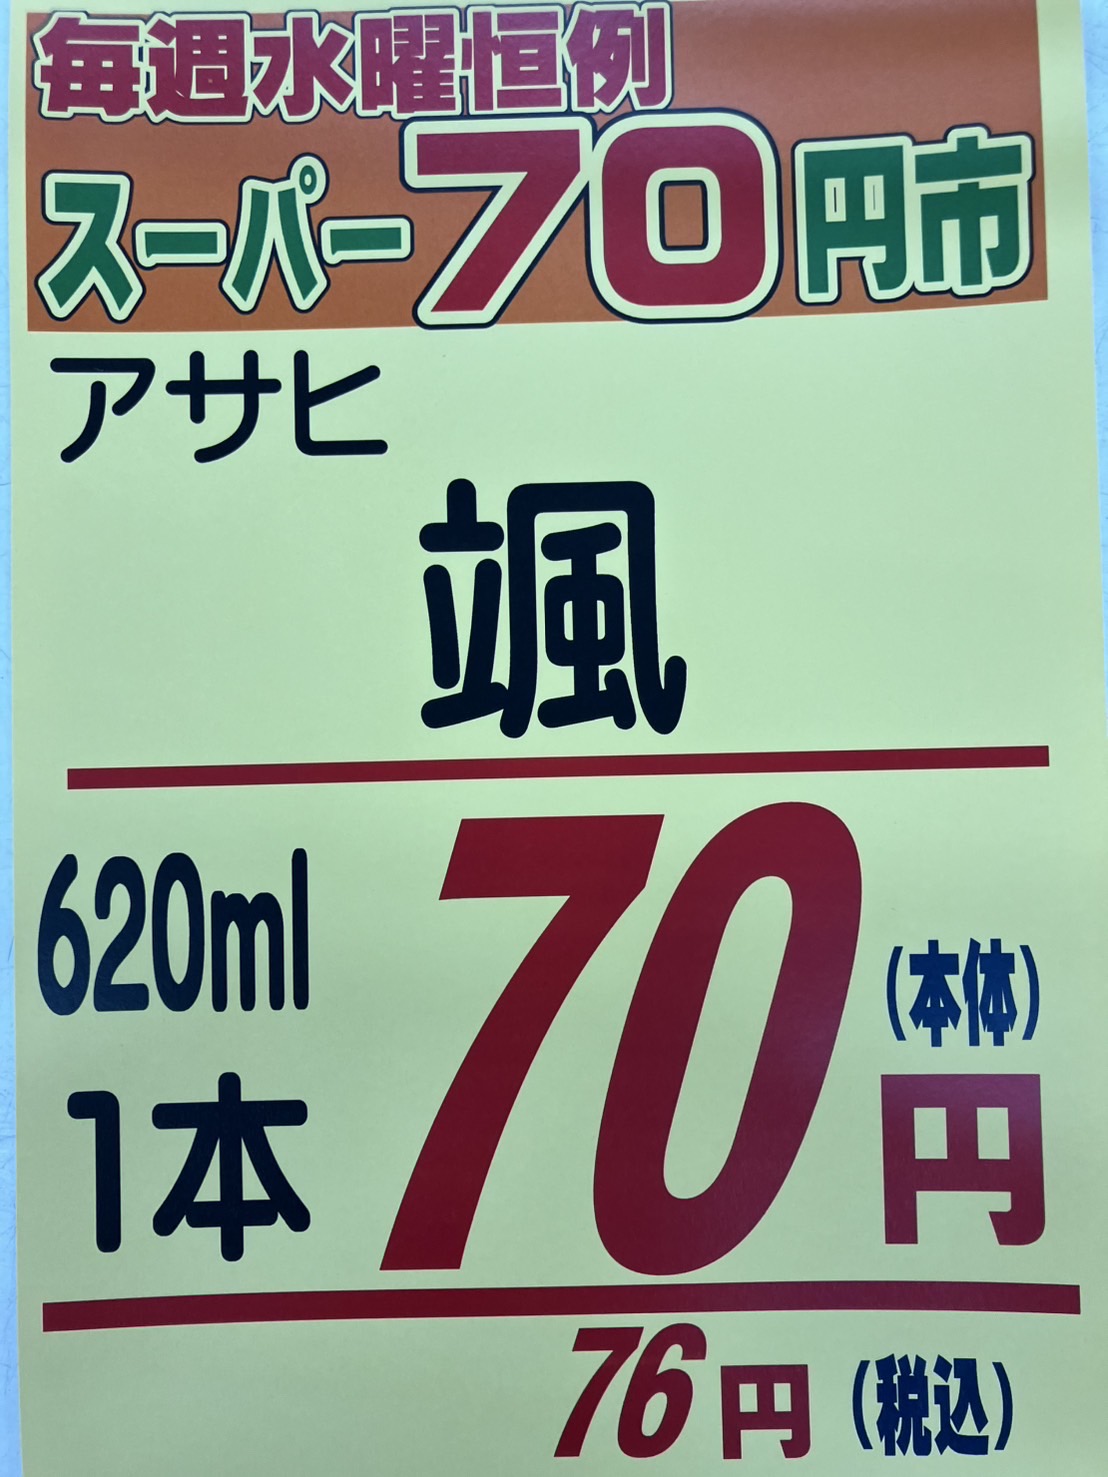 毎週水曜恒例
スーパー70円市
アサヒ
颯
620ml
1本
70
(本体)
円
76円(税込)